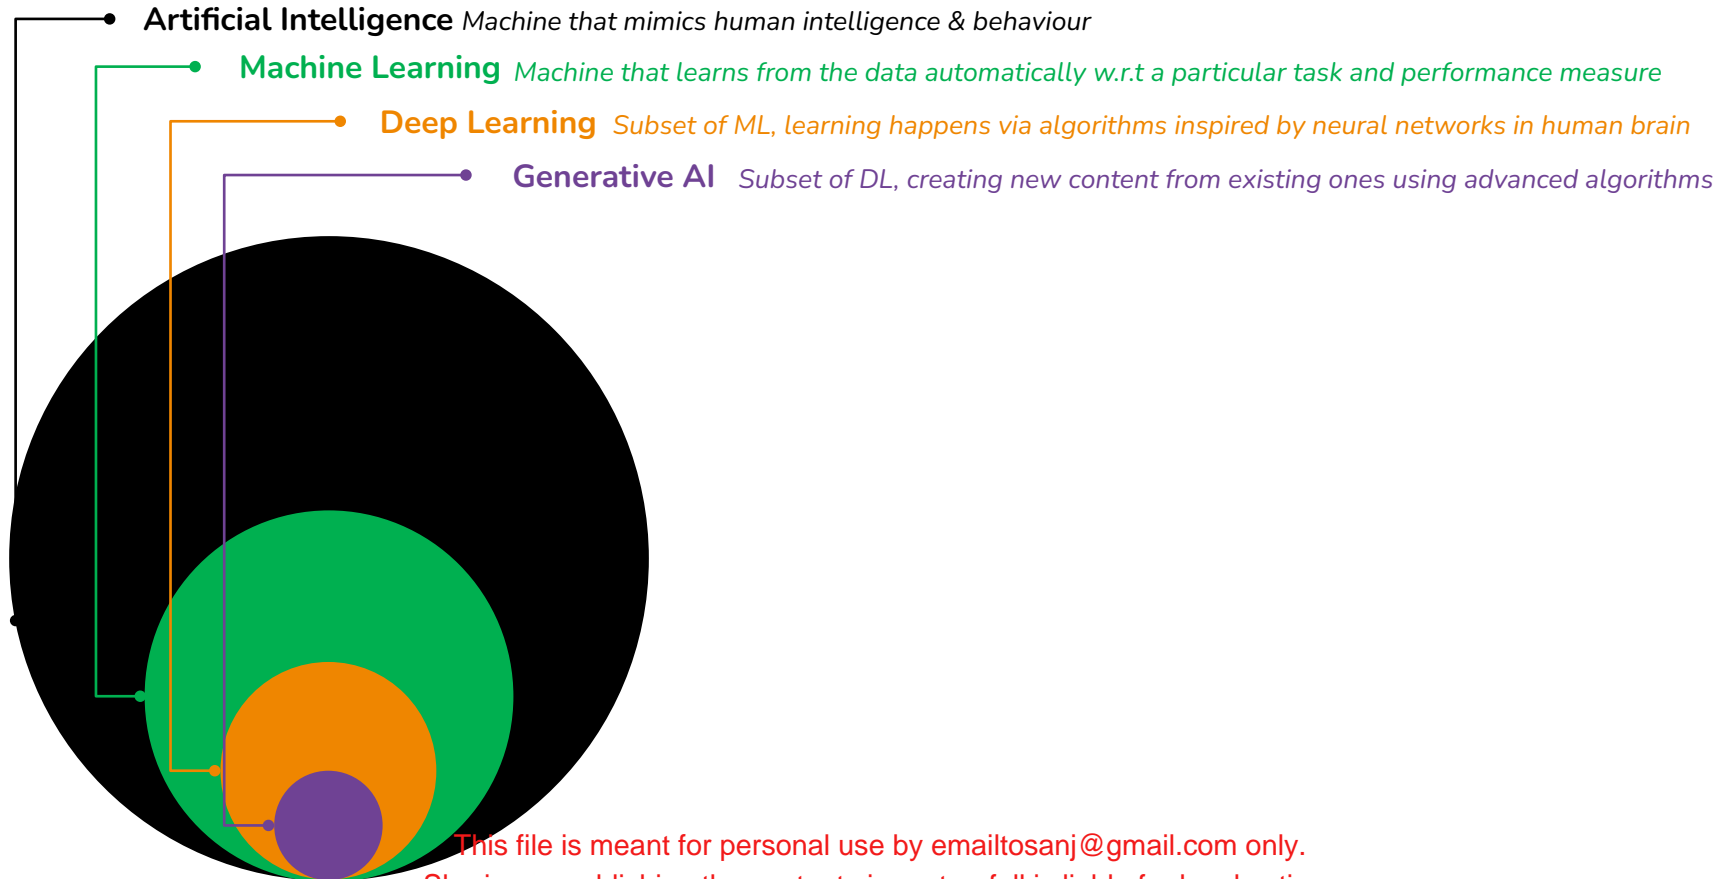 Artificial Intelligence Machine that mimics human intelligence & behaviour
Machine Learning Machine that learns from the data automatically w.r.t a particular task and performance measure
Deep Learning Subset of ML, learning happens via algorithms inspired by neural networks in human brain
Generative AI Subset of DL, creating new content from existing ones using advanced algorithms
This file is meant for personal use by emailtosanj@gmail.com only.